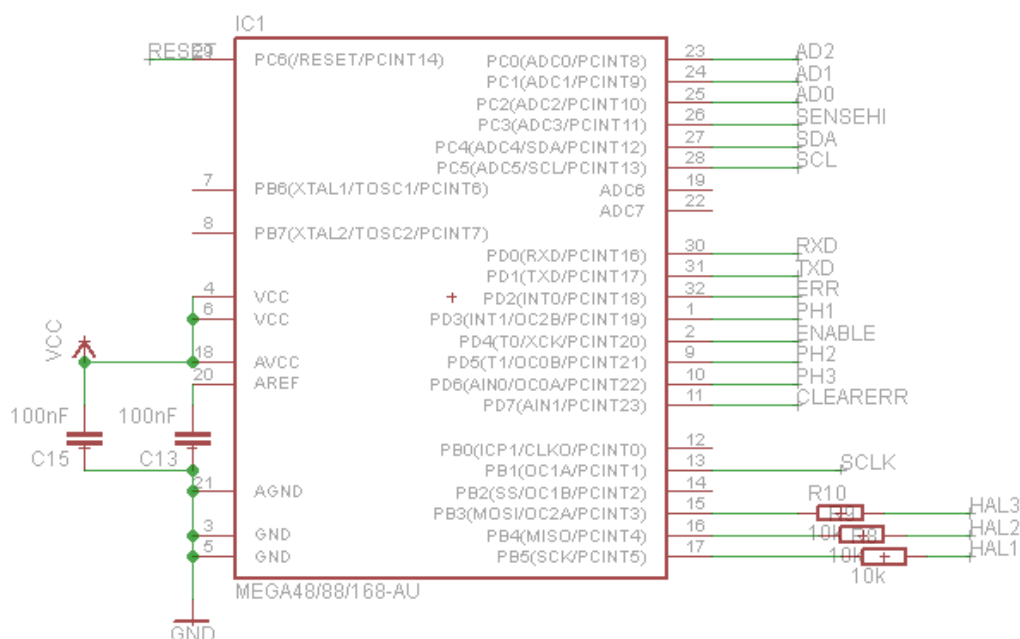 IC1
RESET
29
PC6(/RESET/PCINT14)
PC0(ADC0/PCINT8)
23
AD2
PC1(ADC1/PCINT9)
24
AD1
PC2(ADC2/PCINT10)
25
AD0
PC3(ADC3/PCINT11)
26
SENSEHI
PC4(ADC4/SDA/PCINT12)
27
SDA
PC5(ADC5/SCL/PCINT13)
28
SCL
7
PB6(XTAL1/TOSC1/PCINT6)
ADC6
19
ADC7
22
8
PB7(XTAL2/TOSC2/PCINT7)
PD0(RXD/PCINT16)
30
RXD
PD1(TXD/PCINT17)
31
TXD
4
VCC
PD2(INT0/PCINT18)
32
ERR
6
VCC
PD3(INT1/OC2B/PCINT19)
1
PH1
VCC
PD4(T0/XCK/PCINT20)
2
ENABLE
18
AVCC
PD5(T1/OC0B/PCINT21)
9
PH2
20
AREF
PD6(AIN0/OC0A/PCINT22)
10
PH3
PD7(AIN1/PCINT23)
11
CLEARERR
100nF
100nF
C15
C13
PB0(ICP1/CLKO/PCINT0)
12
PB1(OC1A/PCINT1)
13
SCLK
21
AGND
PB2(SS/OC1B/PCINT2)
14
R10
PB3(MOSI/OC2A/PCINT3)
15
R9
HAL3
3
GND
PB4(MISO/PCINT4)
16
10k
R8
HAL2
5
GND
PB5(SCK/PCINT5)
17
10k
HAL1
10k
MEGA48/88/168-AU
GND